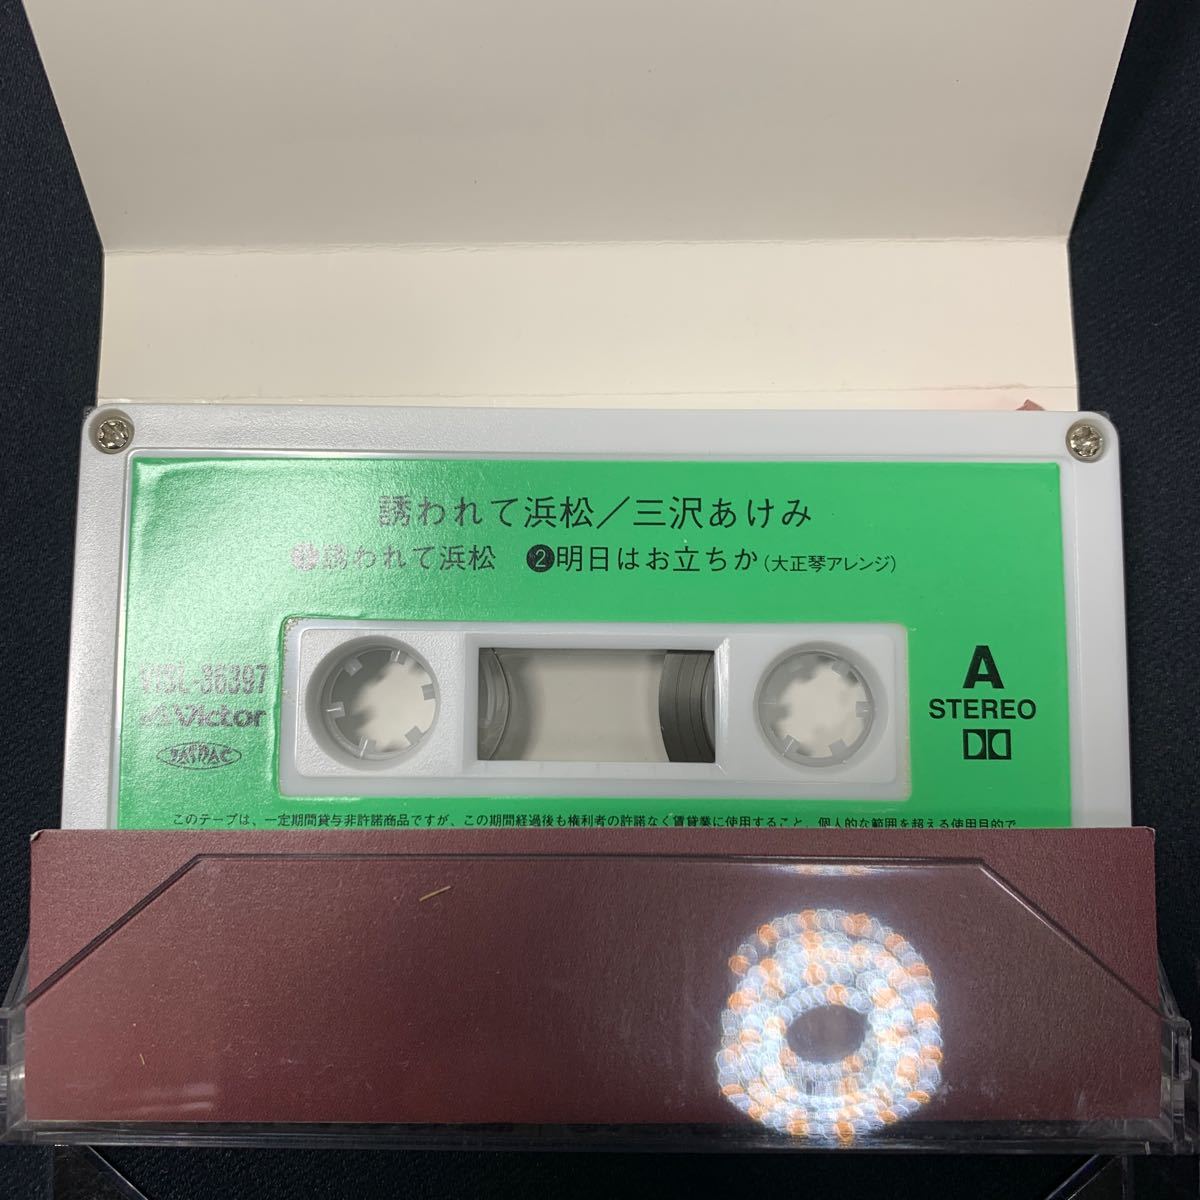 誘われて浜松/三沢あけみ
❶誘われて浜松 ❷明日はお立ちか(大正琴アレンジ)
VISL-36397
Victor
JASRAC
A
STEREO
このテープは、一定期間貸与非許諾商品ですが、この期間経過後も権利者の許諾なく賃貸業に使用すること、個人的な範囲を超える使用目的で